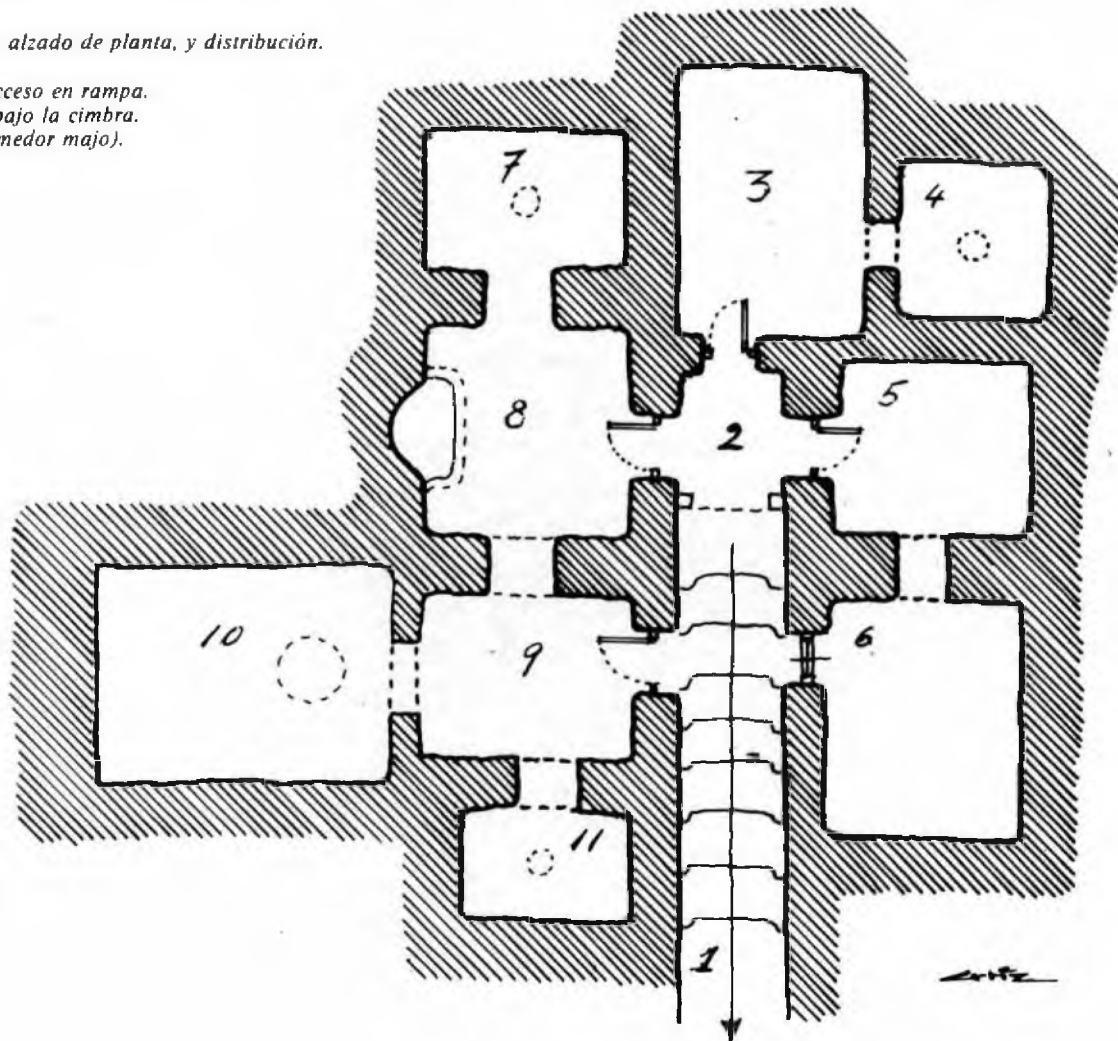 alzado de planta, y distribución.
cceso en rampa.
bajo la cimbra.
medor majo).
7
3
4
5
8
2
10
9
6
11
1